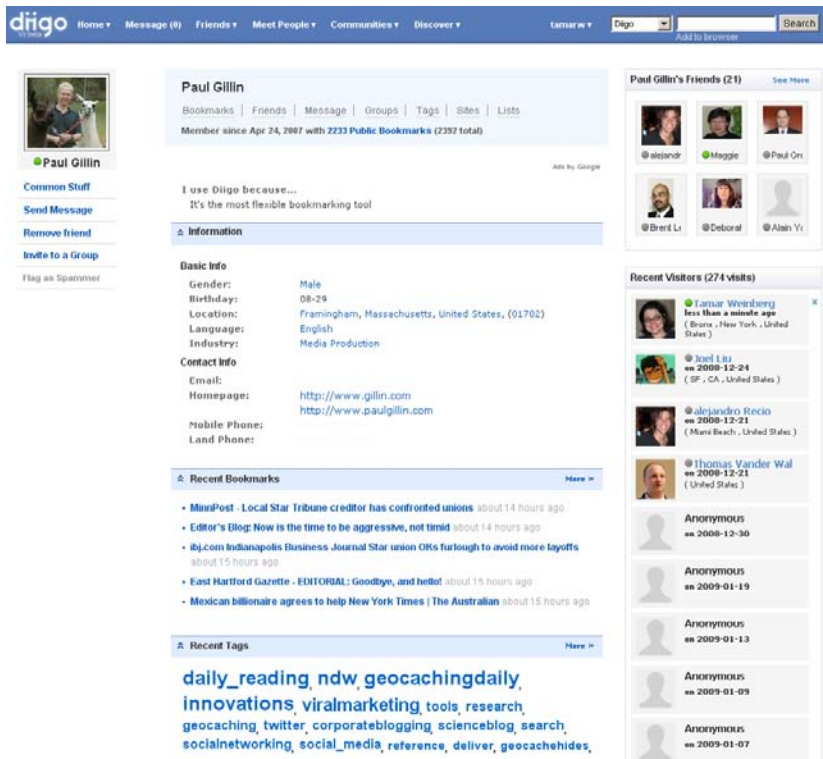 diigo
V3 beta
Home ▾ Message (0) Friends ▾ Meet People ▾ Communities ▾ Discover ▾ tamarw ▾ Diigo Search
Add to browser
Paul Gillin
Common Stuff
Send Message
Remove friend
Invite to a Group
Flag as Spammer
Paul Gillin
Bookmarks | Friends | Message | Groups | Tags | Sites | Lists
Member since Apr 24, 2007 with 2233 Public Bookmarks (2392 total)
Ads by Google
I use Diigo because...
It's the most flexible bookmarking tool
Information
Basic Info
Gender: Male
Birthday: 08-29
Location: Framingham, Massachusetts, United States, (01702)
Language: English
Industry: Media Production
Contact Info
Email:
Homepage: http://www.gillin.com
http://www.paulgillin.com
Mobile Phone:
Land Phone:
Recent Bookmarks More »
• MinnPost - Local Star Tribune creditor has confronted unions about 14 hours ago
• Editor's Blog: Now is the time to be aggressive, not timid about 14 hours ago
• ibj.com Indianapolis Business Journal Star union OKs furlough to avoid more layoffs
about 15 hours ago
• East Hartford Gazette - EDITORIAL: Goodbye, and hello! about 15 hours ago
• Mexican billionaire agrees to help New York Times | The Australian about 15 hours ago
Recent Tags More »
daily_reading, ndw, geocachingdaily,
innovations, viralmarketing, tools, research,
geocaching, twitter, corporateblogging, scienceblog, search,
socialnetworking, social_media, reference, deliver, geocachehides,
Paul Gillin's Friends (21) See More
alejandr Maggie Paul Gre
Brent Le Deborah Alain Ye
Recent Visitors (274 visits)
Tamar Weinberg x
less than a minute ago
( Bronx , New York , United
States )
Joel Liu
on 2008-12-24
( SF , CA , United States )
alejandro Recio
on 2008-12-21
( Miami Beach , United States )
Thomas Vander Wal
on 2008-12-21
( United States )
Anonymous
on 2008-12-30
Anonymous
on 2009-01-19
Anonymous
on 2009-01-13
Anonymous
on 2009-01-09
Anonymous
on 2009-01-07